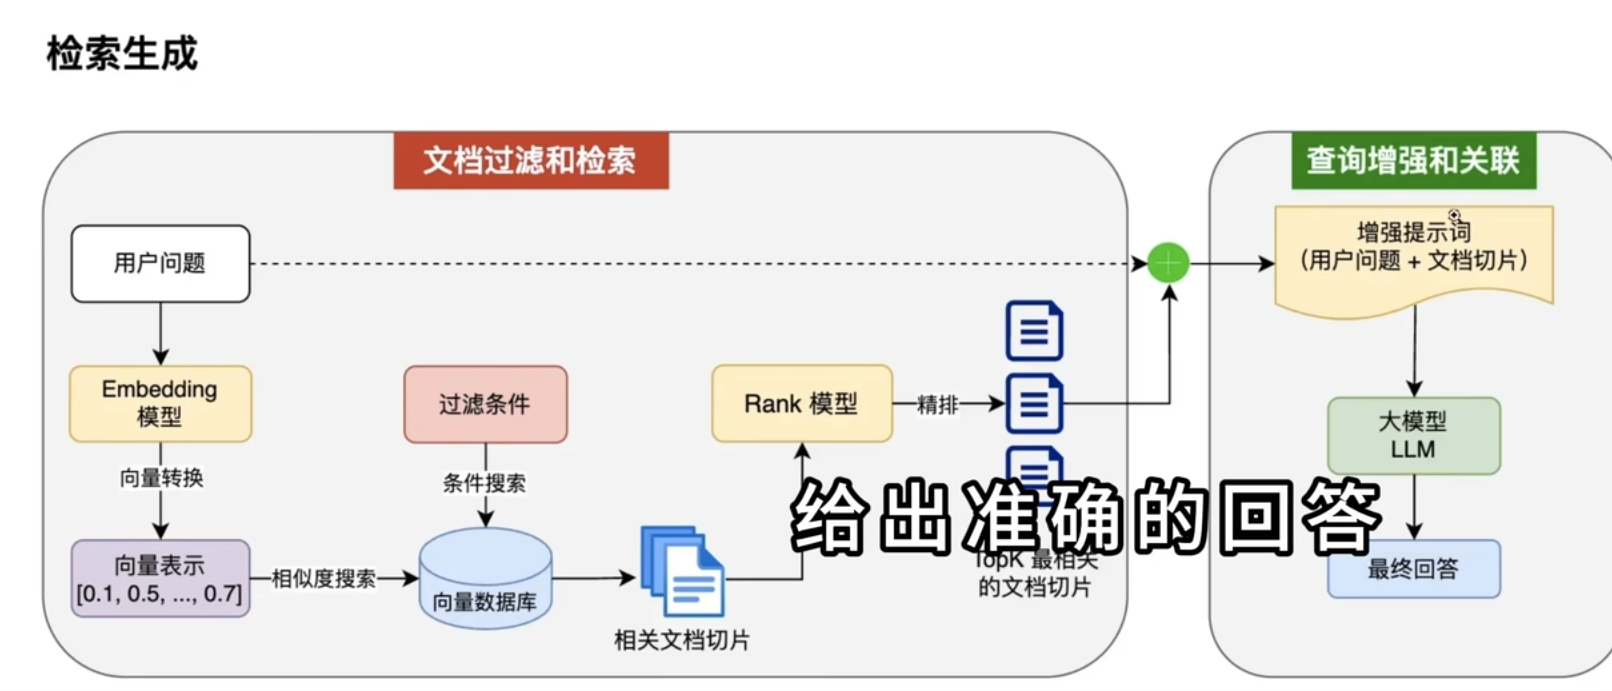 检索生成
文档过滤和检索
用户问题
Embedding
模型
向量转换
向量表示
[0.1, 0.5, ..., 0.7]
相似度搜索
过滤条件
条件搜索
向量数据库
相关文档切片
Rank 模型
精排
TopK 最相关
的文档切片
查询增强和关联
增强提示词
（用户问题 + 文档切片）
大模型
LLM
最终回答
给出准确的回答